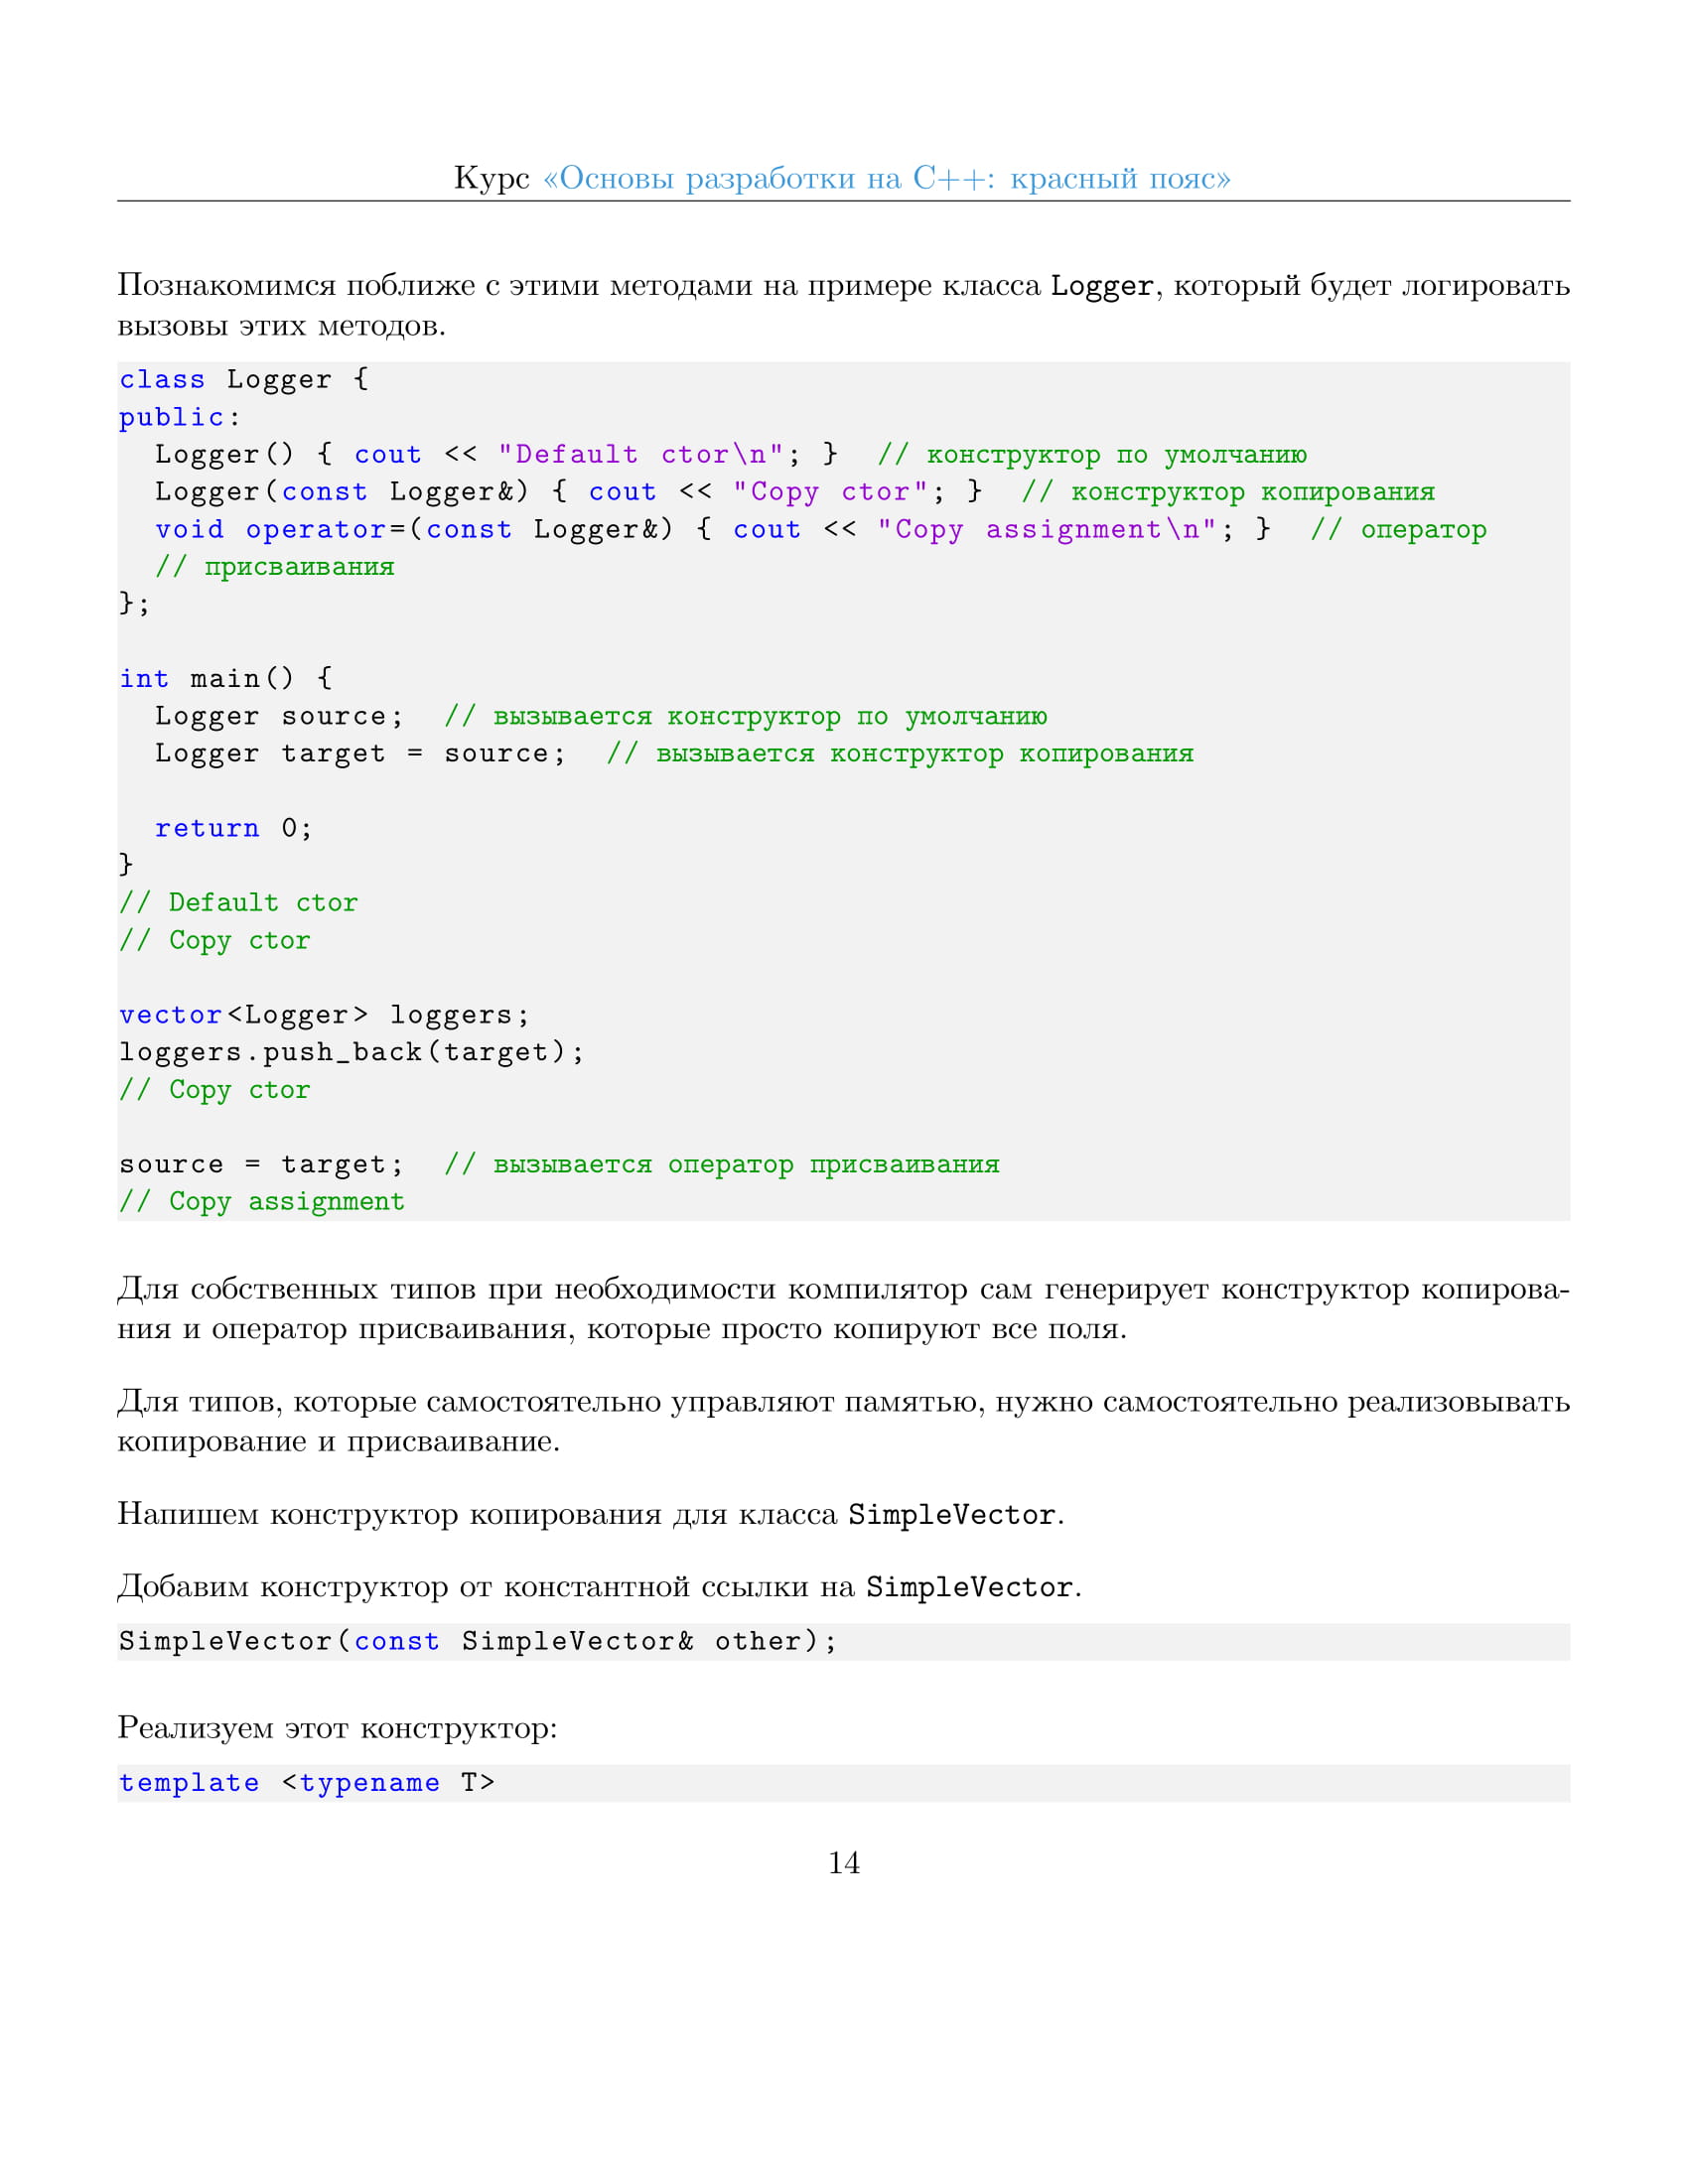 Курс «Основы разработки на C++: красный пояс»
Познакомимся поближе с этими методами на примере класса Logger, который будет логировать
вызовы этих методов.
class Logger {
public:
  Logger() { cout << "Default ctor\n"; }  // конструктор по умолчанию
  Logger(const Logger&) { cout << "Copy ctor"; }  // конструктор копирования
  void operator=(const Logger&) { cout << "Copy assignment\n"; }  // оператор
  // присваивания
};
int main() {
  Logger source;  // вызывается конструктор по умолчанию
  Logger target = source;  // вызывается конструктор копирования
  return 0;
}
// Default ctor
// Copy ctor
vector<Logger> loggers;
loggers.push_back(target);
// Copy ctor
source = target;  // вызывается оператор присваивания
// Copy assignment
Для собственных типов при необходимости компилятор сам генерирует конструктор копирова-
ния и оператор присваивания, которые просто копируют все поля.
Для типов, которые самостоятельно управляют памятью, нужно самостоятельно реализовывать
копирование и присваивание.
Напишем конструктор копирования для класса SimpleVector.
Добавим конструктор от константной ссылки на SimpleVector.
SimpleVector(const SimpleVector& other);
Реализуем этот конструктор:
template <typename T>
14